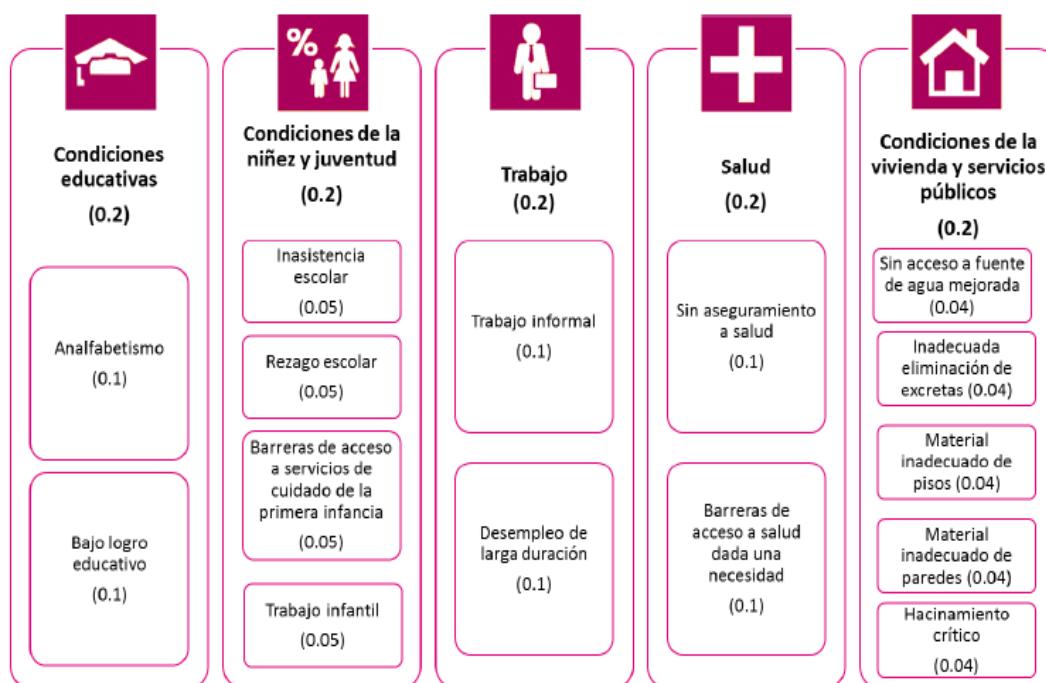 Condiciones
educativas
(0.2)
Analfabetismo
(0.1)
Bajo logro
educativo
(0.1)
%
Condiciones de la
niñez y juventud
(0.2)
Inasistencia
escolar
(0.05)
Rezago escolar
(0.05)
Barreras de acceso
a servicios de
cuidado de la
primera infancia
(0.05)
Trabajo infantil
(0.05)
Trabajo
(0.2)
Trabajo informal
(0.1)
Desempleo de
larga duración
(0.1)
Salud
(0.2)
Sin aseguramiento
a salud
(0.1)
Barreras de
acceso a salud
dada una
necesidad
(0.1)
Condiciones de la
vivienda y servicios
públicos
(0.2)
Sin acceso a fuente
de agua mejorada
(0.04)
Inadecuada
eliminación de
excretas (0.04)
Material
inadecuado de
pisos (0.04)
Material
inadecuado de
paredes (0.04)
Hacinamiento
crítico
(0.04)